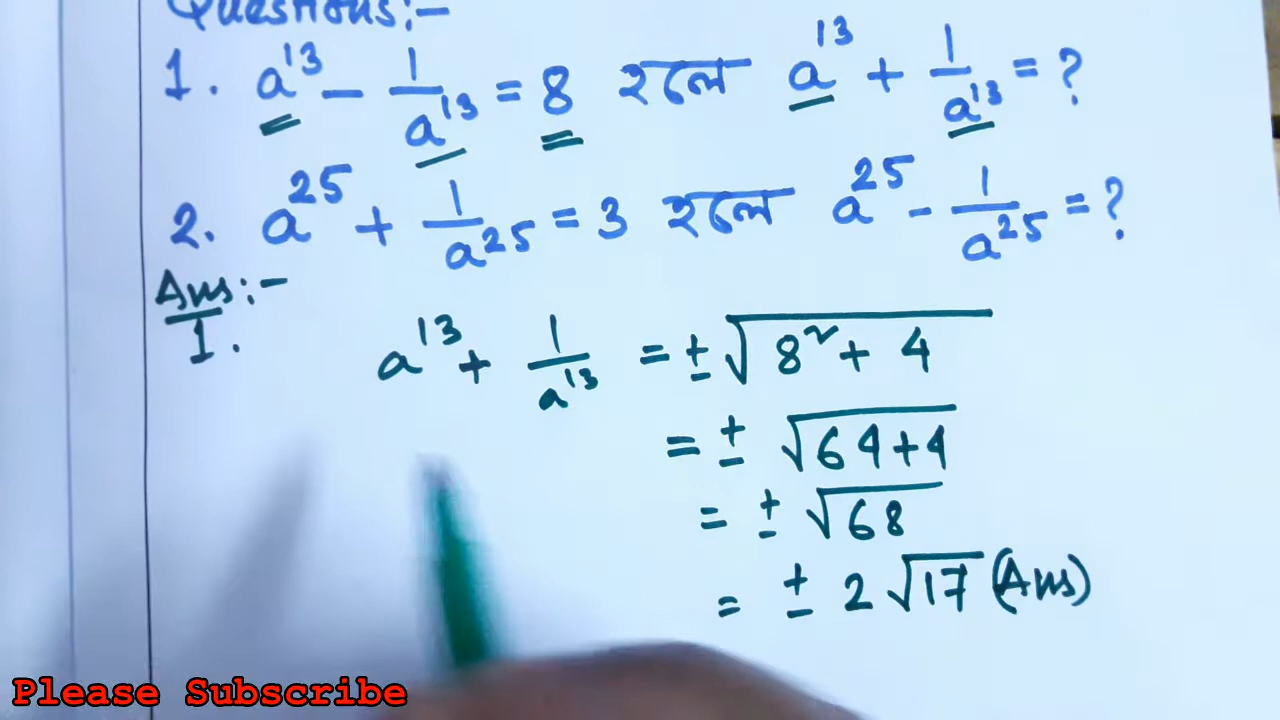 Questions:-
1. a¹³ - 1/a¹³ = 8 হলে a¹³ + 1/a¹³ = ?
2. a²⁵ + 1/a²⁵ = 3 হলে a²⁵ - 1/a²⁵ = ?
Ans:-
1. a¹³ + 1/a¹³ = ± √(8² + 4)
= ± √(64+4)
= ± √68
= ± 2√17 (Ans)
Please Subscribe